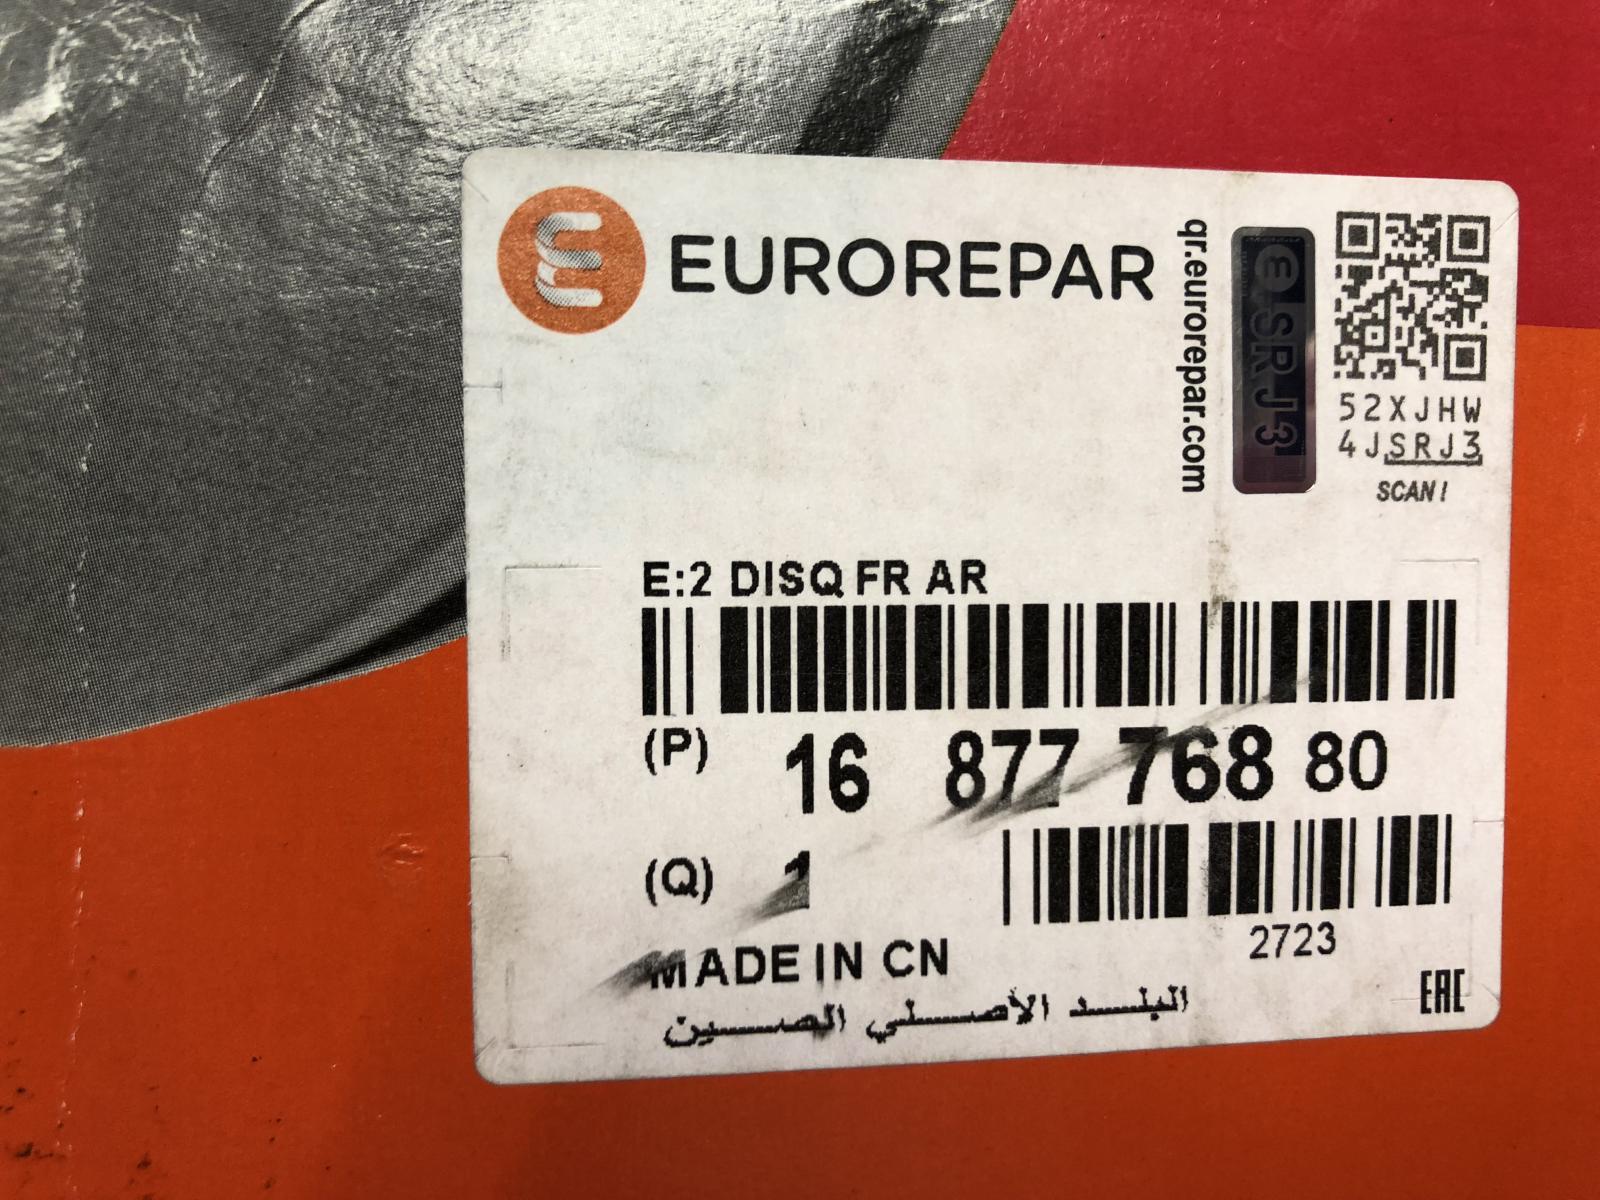 EUROREPAR
qr.eurorepar.com
SRJ3
52XJHW
4JSRJ3
SCAN!
E:2 DISQ FR AR
(P) 16 877 768 80
(Q) 1
2723
MADE IN CN
البلد الأصلي الصين
EAC